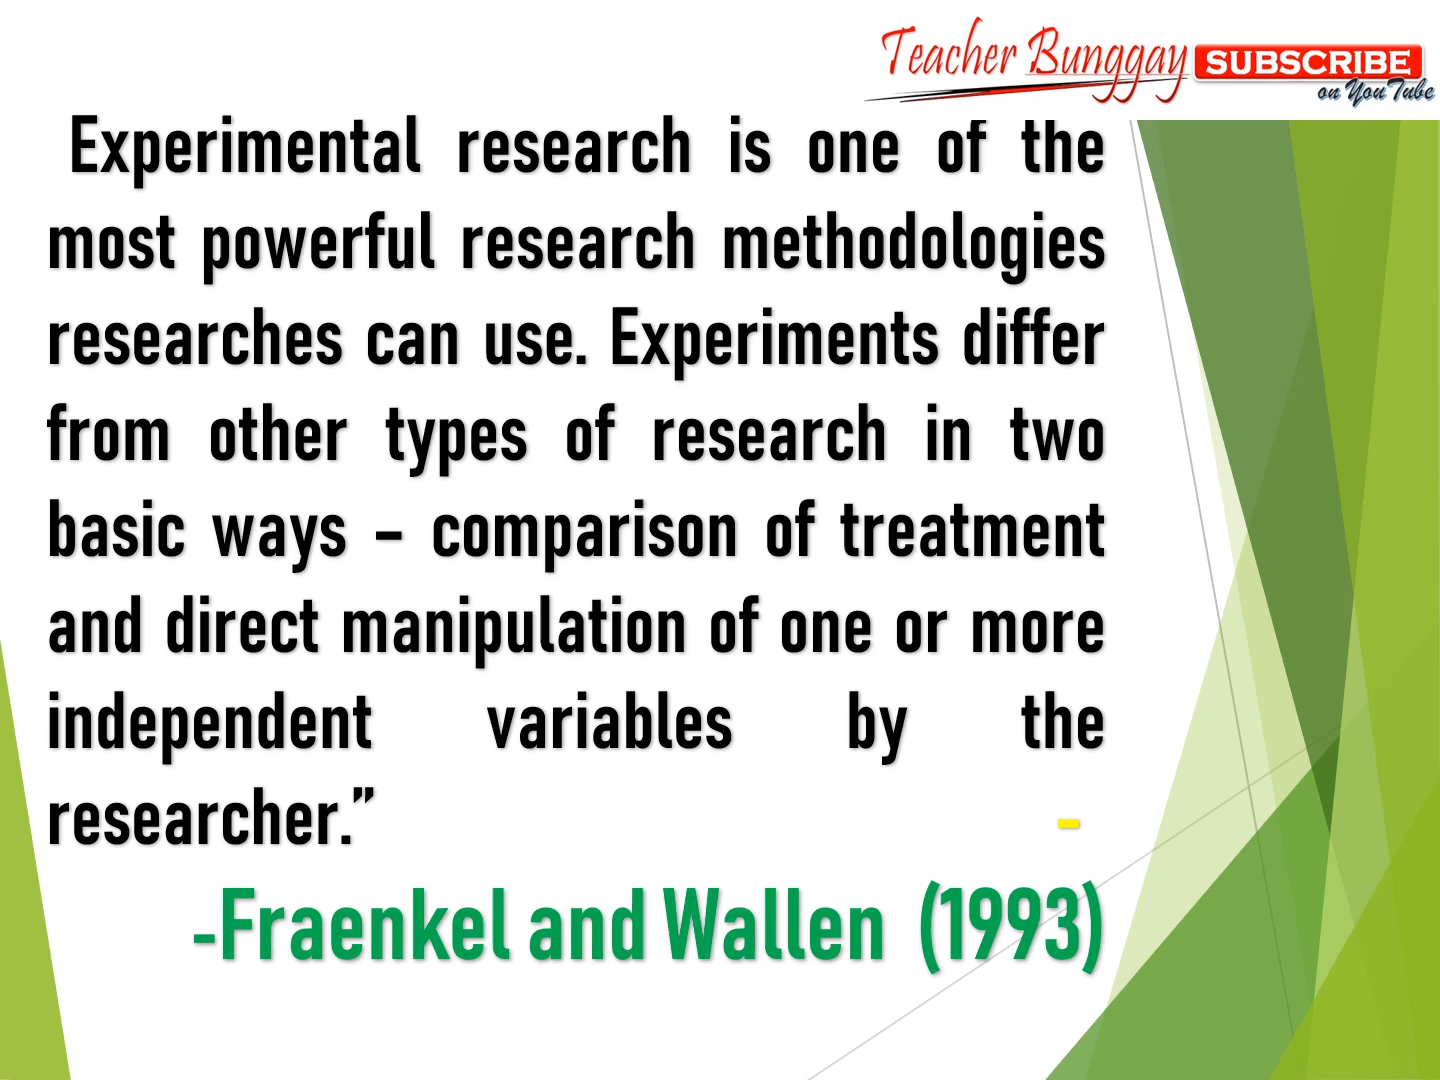 Teacher Bunggay SUBSCRIBE
on YouTube
Experimental research is one of the
most powerful research methodologies
researches can use. Experiments differ
from other types of research in two
basic ways – comparison of treatment
and direct manipulation of one or more
independent variables by the
researcher.” -
-Fraenkel and Wallen (1993)